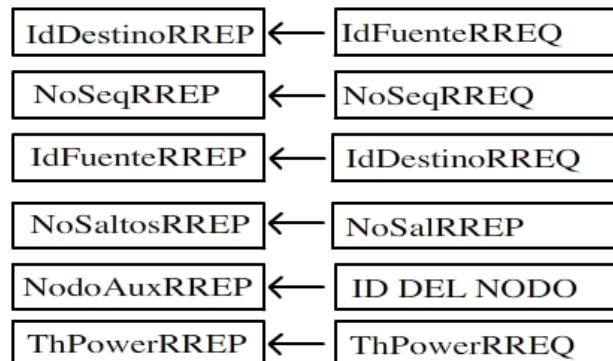 IdDestinoRREP IdFuenteRREQ
NoSeqRREP NoSeqRREQ
IdFuenteRREP IdDestinoRREQ
NoSaltosRREP NoSalRREP
NodoAuxRREP ID DEL NODO
ThPowerRREP ThPowerRREQ